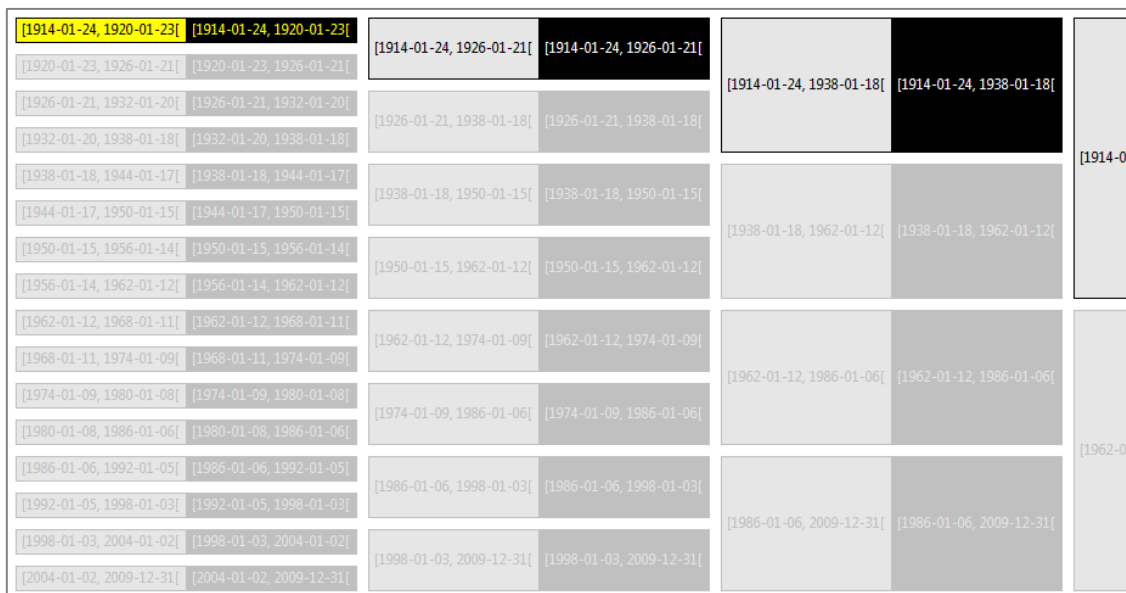 [1914-01-24, 1920-01-23[ [1914-01-24, 1920-01-23[
[1920-01-23, 1926-01-21[ [1920-01-23, 1926-01-21[
[1926-01-21, 1932-01-20[ [1926-01-21, 1932-01-20[
[1932-01-20, 1938-01-18[ [1932-01-20, 1938-01-18[
[1938-01-18, 1944-01-17[ [1938-01-18, 1944-01-17[
[1944-01-17, 1950-01-15[ [1944-01-17, 1950-01-15[
[1950-01-15, 1956-01-14[ [1950-01-15, 1956-01-14[
[1956-01-14, 1962-01-12[ [1956-01-14, 1962-01-12[
[1962-01-12, 1968-01-11[ [1962-01-12, 1968-01-11[
[1968-01-11, 1974-01-09[ [1968-01-11, 1974-01-09[
[1974-01-09, 1980-01-08[ [1974-01-09, 1980-01-08[
[1980-01-08, 1986-01-06[ [1980-01-08, 1986-01-06[
[1986-01-06, 1992-01-05[ [1986-01-06, 1992-01-05[
[1992-01-05, 1998-01-03[ [1992-01-05, 1998-01-03[
[1998-01-03, 2004-01-02[ [1998-01-03, 2004-01-02[
[2004-01-02, 2009-12-31[ [2004-01-02, 2009-12-31[
[1914-01-24, 1926-01-21[ [1914-01-24, 1926-01-21[
[1926-01-21, 1938-01-18[ [1926-01-21, 1938-01-18[
[1938-01-18, 1950-01-15[ [1938-01-18, 1950-01-15[
[1950-01-15, 1962-01-12[ [1950-01-15, 1962-01-12[
[1962-01-12, 1974-01-09[ [1962-01-12, 1974-01-09[
[1974-01-09, 1986-01-06[ [1974-01-09, 1986-01-06[
[1986-01-06, 1998-01-03[ [1986-01-06, 1998-01-03[
[1998-01-03, 2009-12-31[ [1998-01-03, 2009-12-31[
[1914-01-24, 1938-01-18[ [1914-01-24, 1938-01-18[
[1938-01-18, 1962-01-12[ [1938-01-18, 1962-01-12[
[1962-01-12, 1986-01-06[ [1962-01-12, 1986-01-06[
[1986-01-06, 2009-12-31[ [1986-01-06, 2009-12-31[
[1914-0
[1962-0